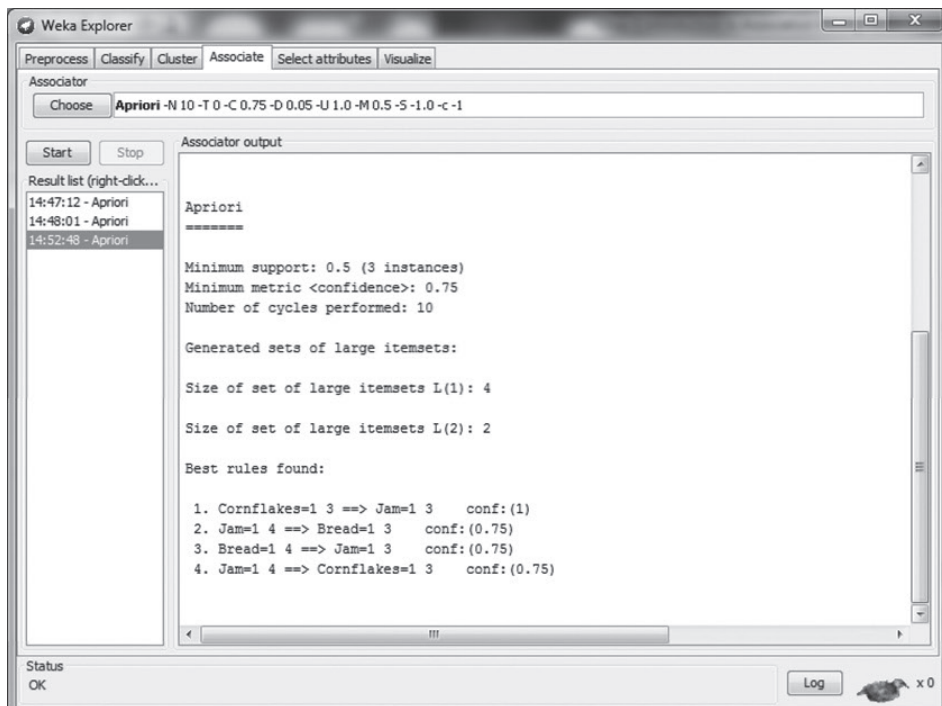 Weka Explorer
Preprocess Classify Cluster Associate Select attributes Visualize
Associator
Choose Apriori -N 10 -T 0 -C 0.75 -D 0.05 -U 1.0 -M 0.5 -S -1.0 -c -1
Start Stop
Associator output
Result list (right-click...
14:47:12 - Apriori
14:48:01 - Apriori
14:52:48 - Apriori
Apriori
=======
Minimum support: 0.5 (3 instances)
Minimum metric <confidence>: 0.75
Number of cycles performed: 10
Generated sets of large itemsets:
Size of set of large itemsets L(1): 4
Size of set of large itemsets L(2): 2
Best rules found:
1. Cornflakes=1 3 ==> Jam=1 3 conf:(1)
2. Jam=1 4 ==> Bread=1 3 conf:(0.75)
3. Bread=1 4 ==> Jam=1 3 conf:(0.75)
4. Jam=1 4 ==> Cornflakes=1 3 conf:(0.75)
Status
OK
Log x 0